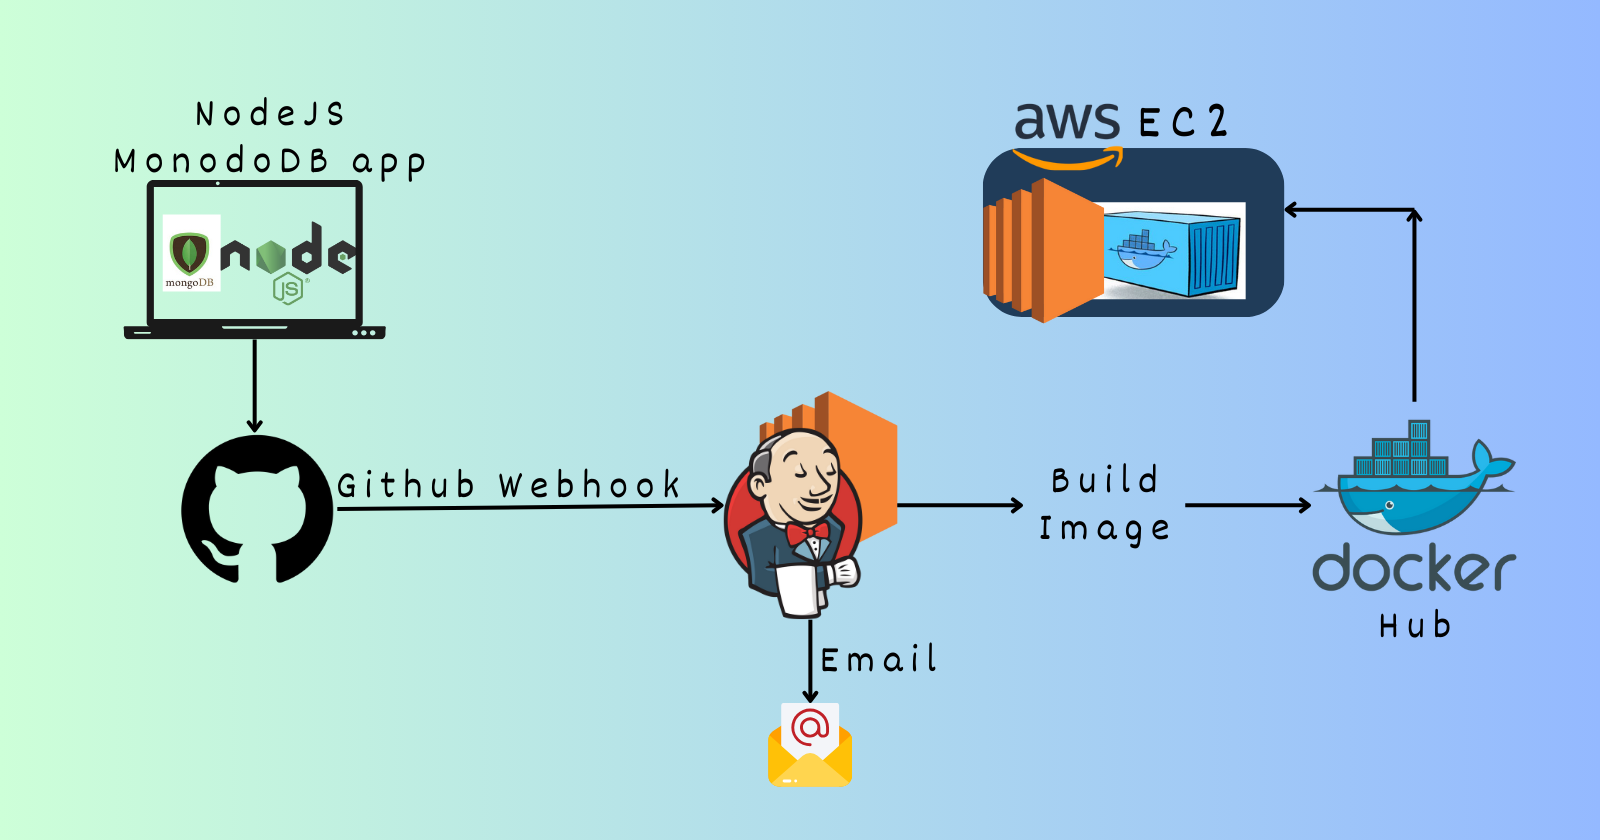 NodeJS
MonodoDB app
mongoDB
node
JS
Github Webhook
aws EC2
Build
Image
docker
Hub
Email
@